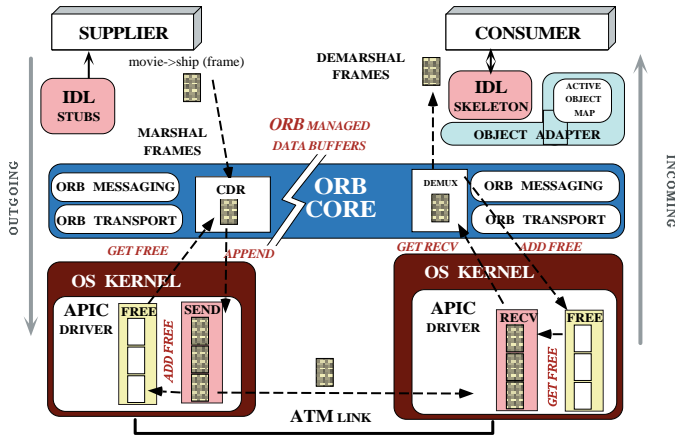 SUPPLIER
CONSUMER
movie->ship (frame)
DEMARSHAL
FRAMES
IDL
STUBS
IDL
SKELETON
ACTIVE
OBJECT
MAP
OBJECT ADAPTER
MARSHAL
FRAMES
ORB MANAGED
DATA BUFFERS
OUTGOING
INCOMING
ORB MESSAGING
ORB TRANSPORT
CDR
ORB
CORE
DEMUX
ORB MESSAGING
ORB TRANSPORT
GET FREE
APPEND
GET RECV
ADD FREE
OS KERNEL
OS KERNEL
APIC
DRIVER
FREE
ADD FREE
SEND
APIC
DRIVER
RECV
GET FREE
FREE
ATM LINK